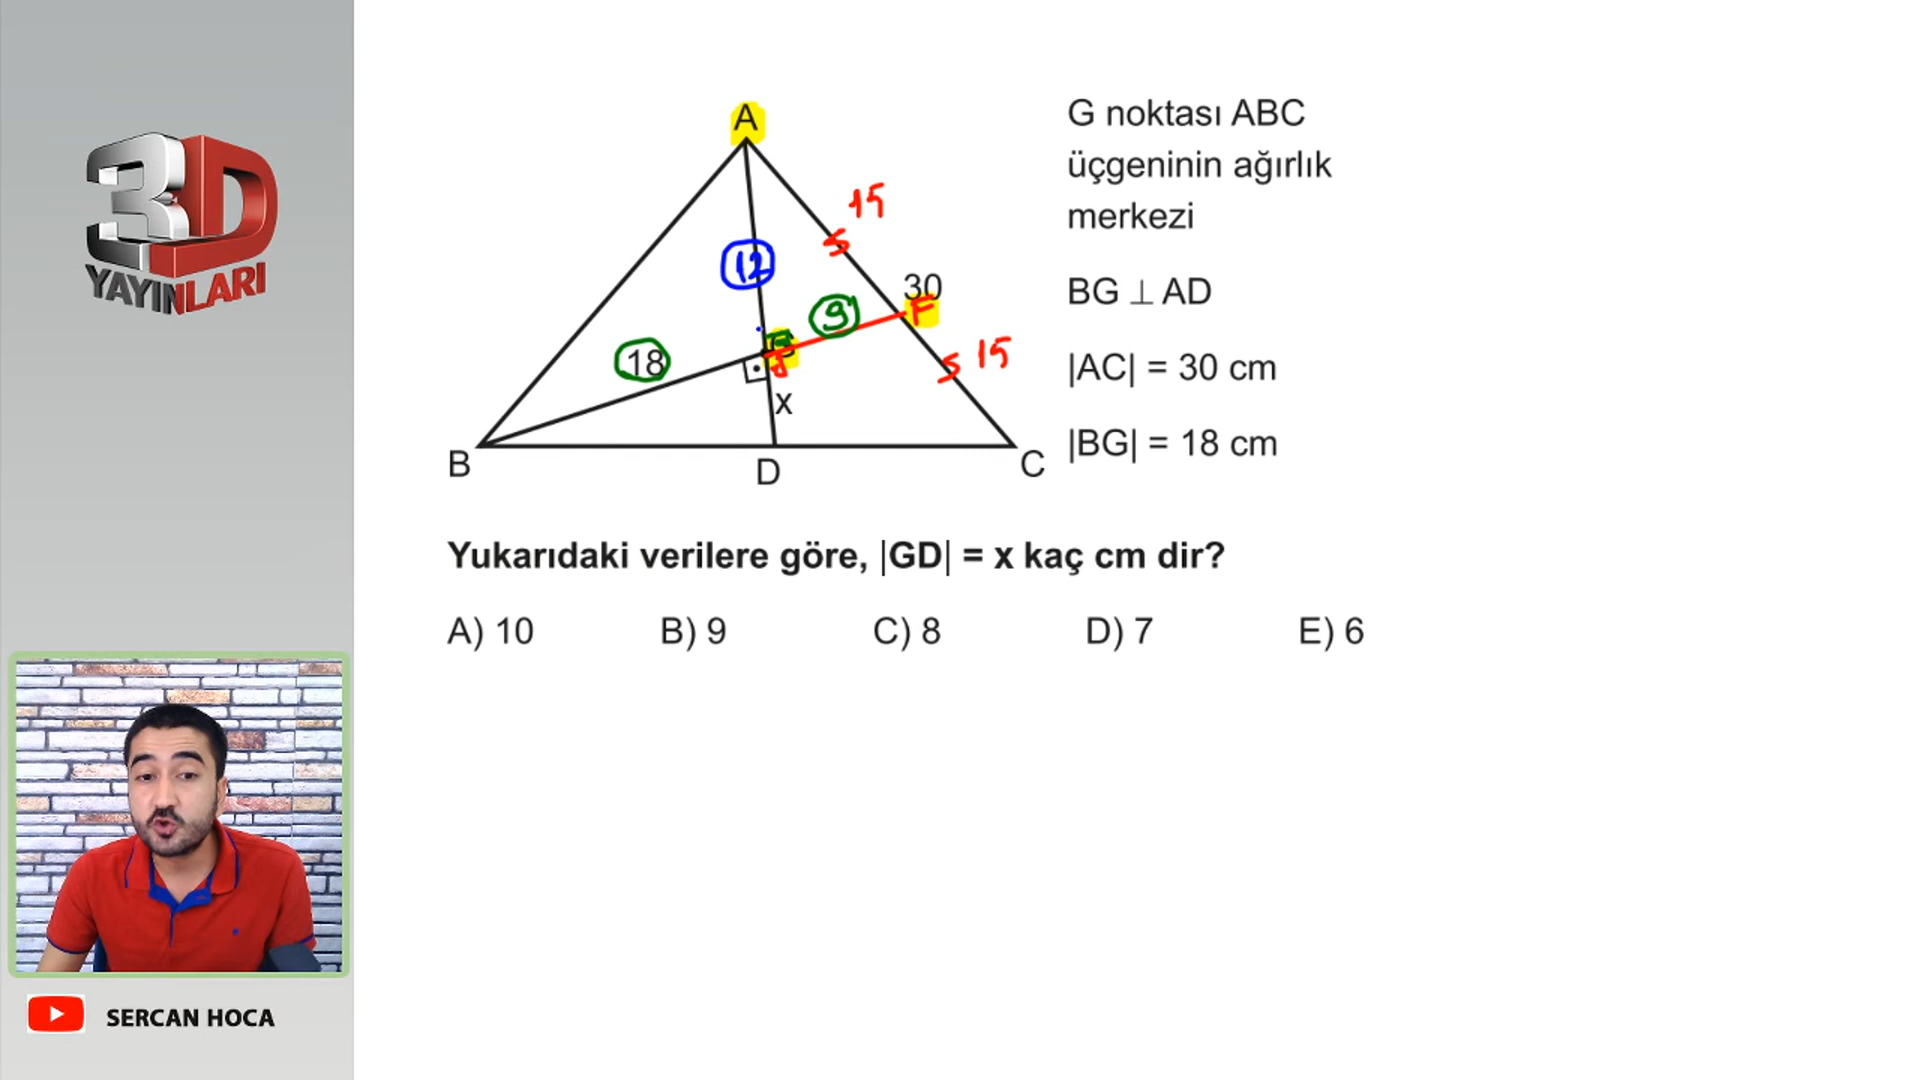 3D
YAYINLARI
A
15
12
30
9
F
18
G
15
x
B
D
C
G noktası ABC
üçgeninin ağırlık
merkezi
BG ⊥ AD
|AC| = 30 cm
|BG| = 18 cm
Yukarıdaki verilere göre, |GD| = x kaç cm dir?
A) 10 B) 9 C) 8 D) 7 E) 6
SERCAN HOCA